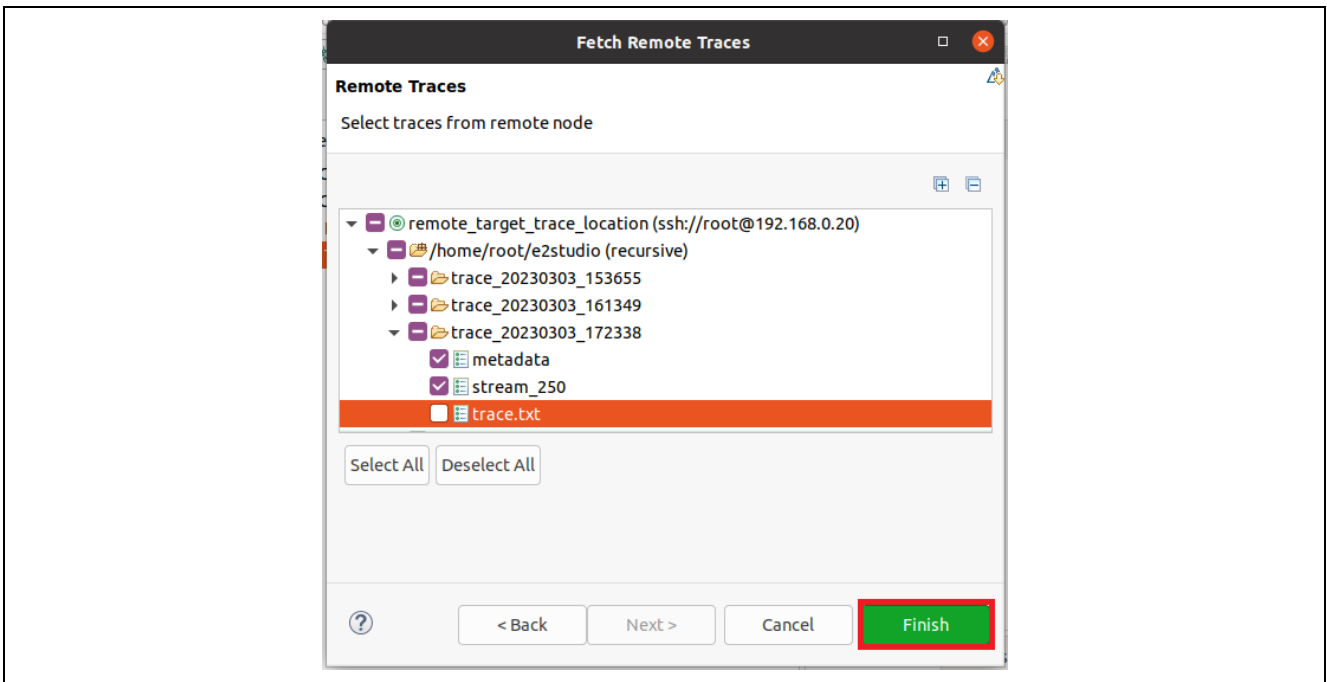 Fetch Remote Traces
Remote Traces
Select traces from remote node
remote_target_trace_location (ssh://root@192.168.0.20)
/home/root/e2studio (recursive)
trace_20230303_153655
trace_20230303_161349
trace_20230303_172338
metadata
stream_250
trace.txt
Select All Deselect All
? < Back Next > Cancel Finish